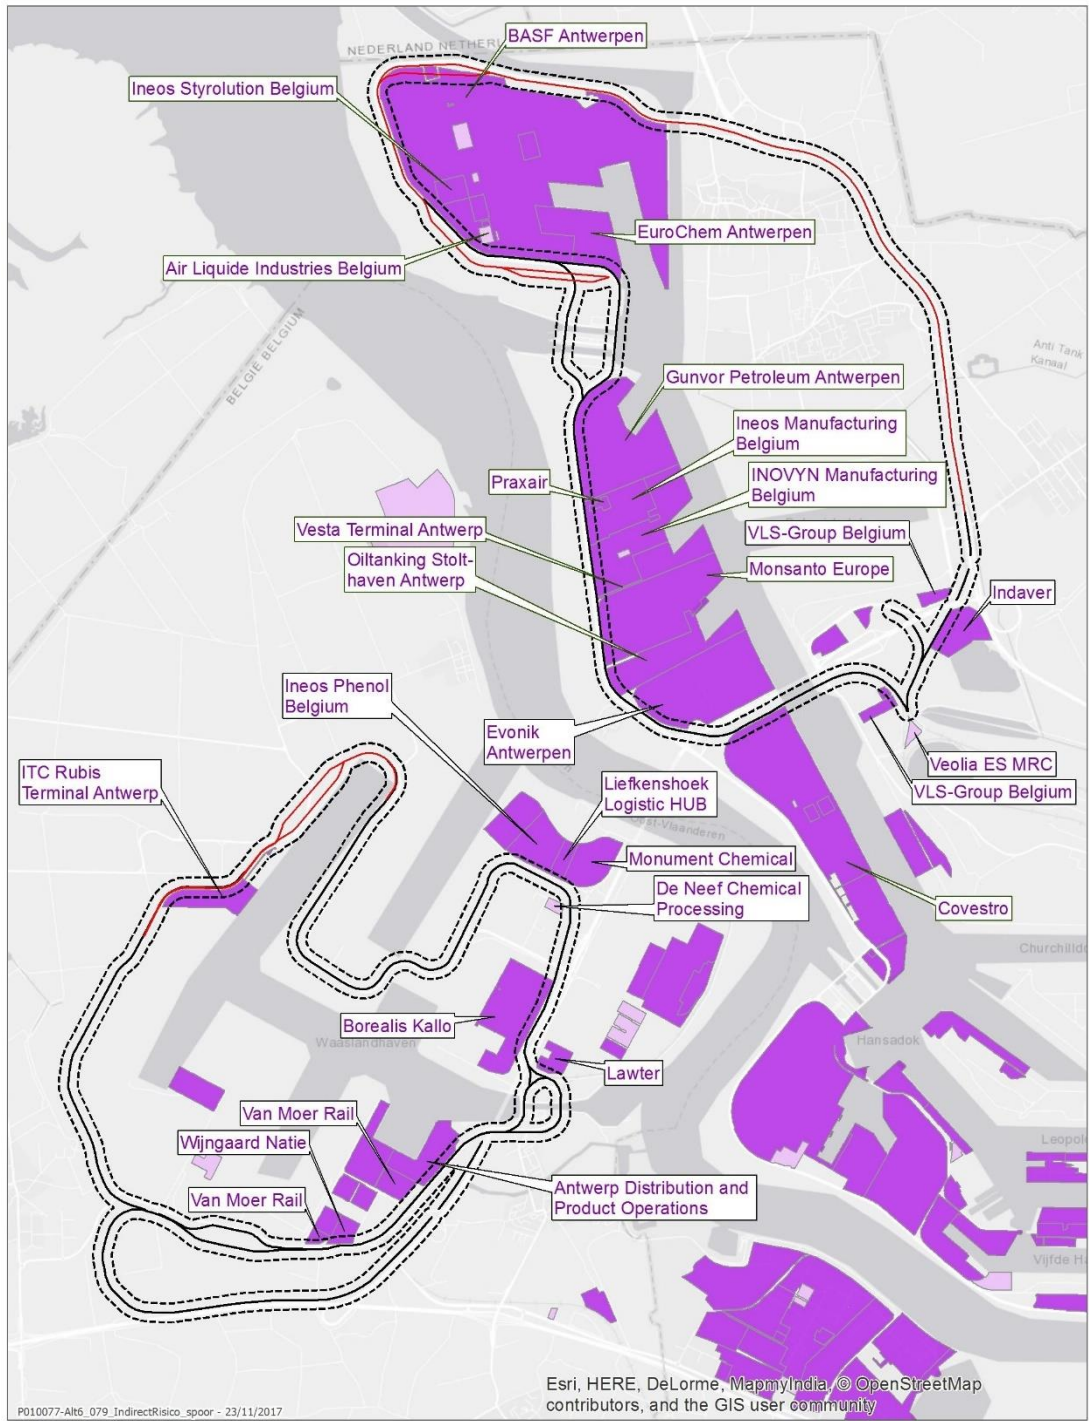 BASF Antwerpen
NEDERLAND NETHERL
Ineos Styrolution Belgium
EuroChem Antwerpen
Air Liquide Industries Belgium
BELGIË BELGIUM
Anti Tank
Kanaal
Gunvor Petroleum Antwerpen
Ineos Manufacturing
Belgium
INOVYN Manufacturing
Belgium
Praxair
Vesta Terminal Antwerp
VLS-Group Belgium
Oiltanking Stolt-
haven Antwerp
Monsanto Europe
Indaver
Ineos Phenol
Belgium
Evonik
Antwerpen
Veolia ES MRC
ITC Rubis
Terminal Antwerp
Liefkenshoek
Logistic HUB
VLS-Group Belgium
Oost-Vlaanderen
Monument Chemical
De Neef Chemical
Processing
Covestro
Churchilldo
Borealis Kallo
Waaslandhaven
Hansadok
Lawter
Van Moer Rail
Wijngaard Natie
Leopol
Van Moer Rail
Antwerp Distribution and
Product Operations
Vijfde Ha
Esri, HERE, DeLorme, MapmyIndia, © OpenStreetMap
contributors, and the GIS user community
P010077-Alt6_079_IndirectRisico_spoor - 23/11/2017